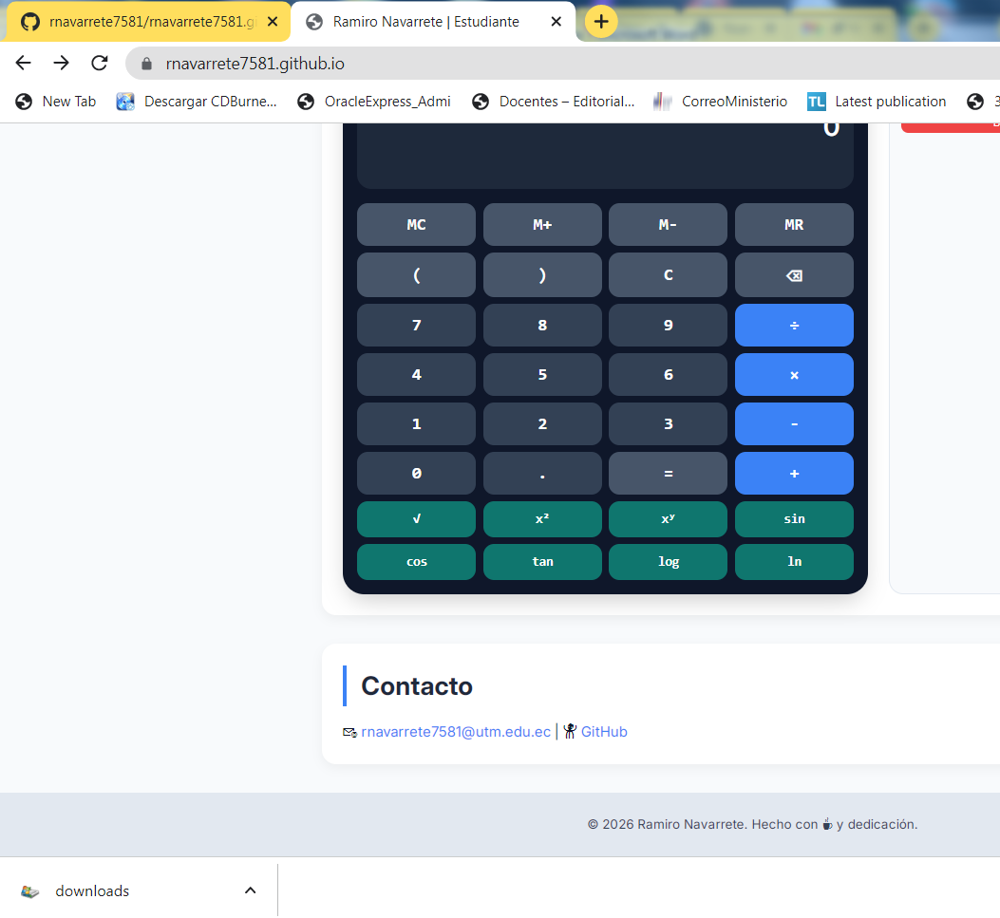 rnavarrete7581/rnavarrete7581.gi
Ramiro Navarrete | Estudiante
rnavarrete7581.github.io
New Tab
Descargar CDBurne...
OracleExpress_Admi
Docentes – Editorial...
CorreoMinisterio
TL Latest publication
3
0
MC M+ M- MR
( ) C ⌫
7 8 9 ÷
4 5 6 ×
1 2 3 -
0 . = +
√ x² xʸ sin
cos tan log ln
Contacto
rnavarrete7581@utm.edu.ec | GitHub
© 2026 Ramiro Navarrete. Hecho con ☕ y dedicación.
downloads